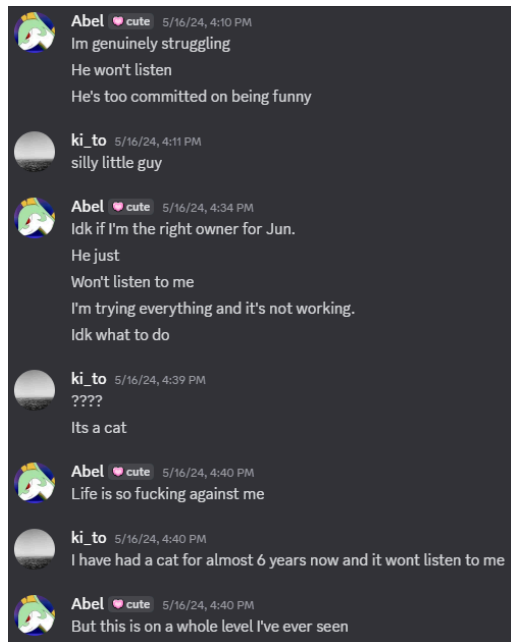 Abel cute 5/16/24, 4:10 PM
Im genuinely struggling
He won't listen
He's too committed on being funny
ki_to 5/16/24, 4:11 PM
silly little guy
Abel cute 5/16/24, 4:34 PM
Idk if I'm the right owner for Jun.
He just
Won't listen to me
I'm trying everything and it's not working.
Idk what to do
ki_to 5/16/24, 4:39 PM
????
Its a cat
Abel cute 5/16/24, 4:40 PM
Life is so fucking against me
ki_to 5/16/24, 4:40 PM
I have had a cat for almost 6 years now and it wont listen to me
Abel cute 5/16/24, 4:40 PM
But this is on a whole level I've ever seen